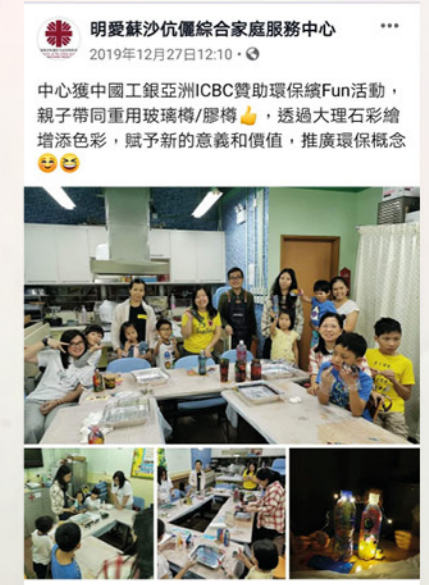 明愛蘇沙伉儷綜合家庭服務中心
2019年12月27日12:10
中心獲中國工銀亞洲ICBC贊助環保繽Fun活動，
親子帶同重用玻璃樽/膠樽👍，透過大理石彩繪
增添色彩，賦予新的意義和價值，推廣環保概念
😊😆